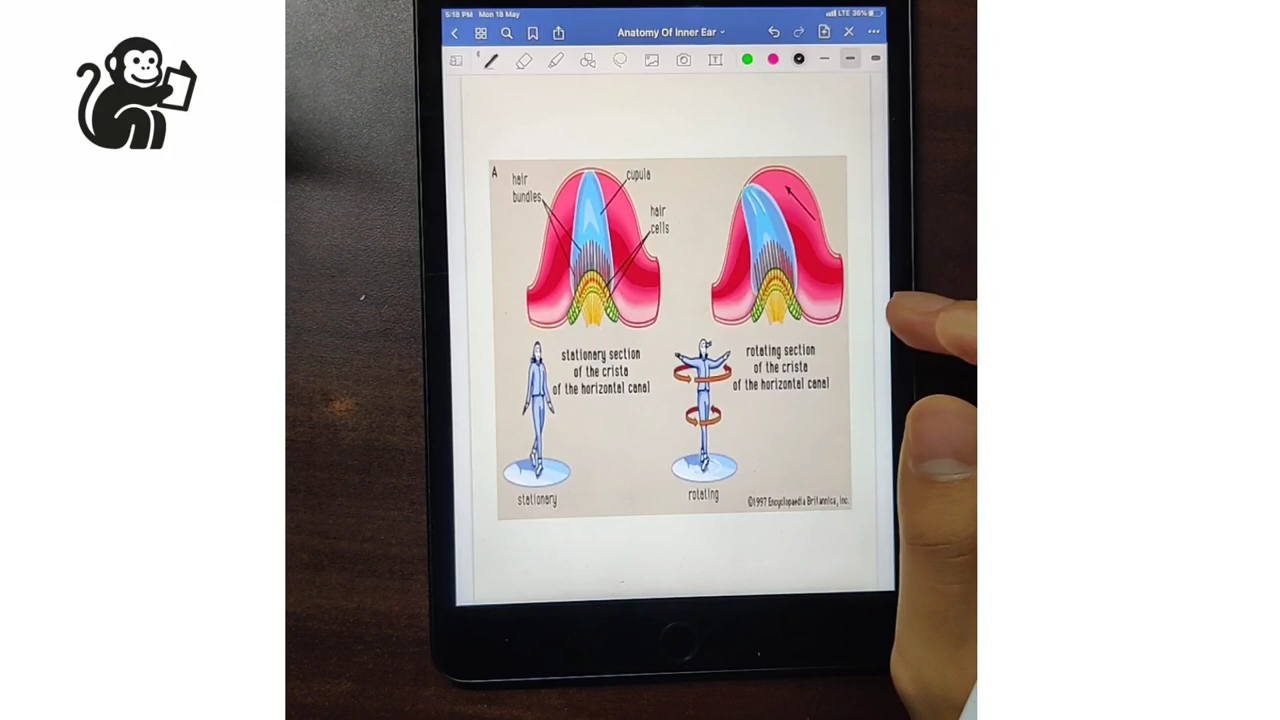 5:18 PM Mon 18 May
LTE 36%
Anatomy Of Inner Ear
A
hair
bundles
cupula
hair
cells
stationary section
of the crista
of the horizontal canal
rotating section
of the crista
of the horizontal canal
stationary
rotating
©1997 Encyclopaedia Britannica, Inc.